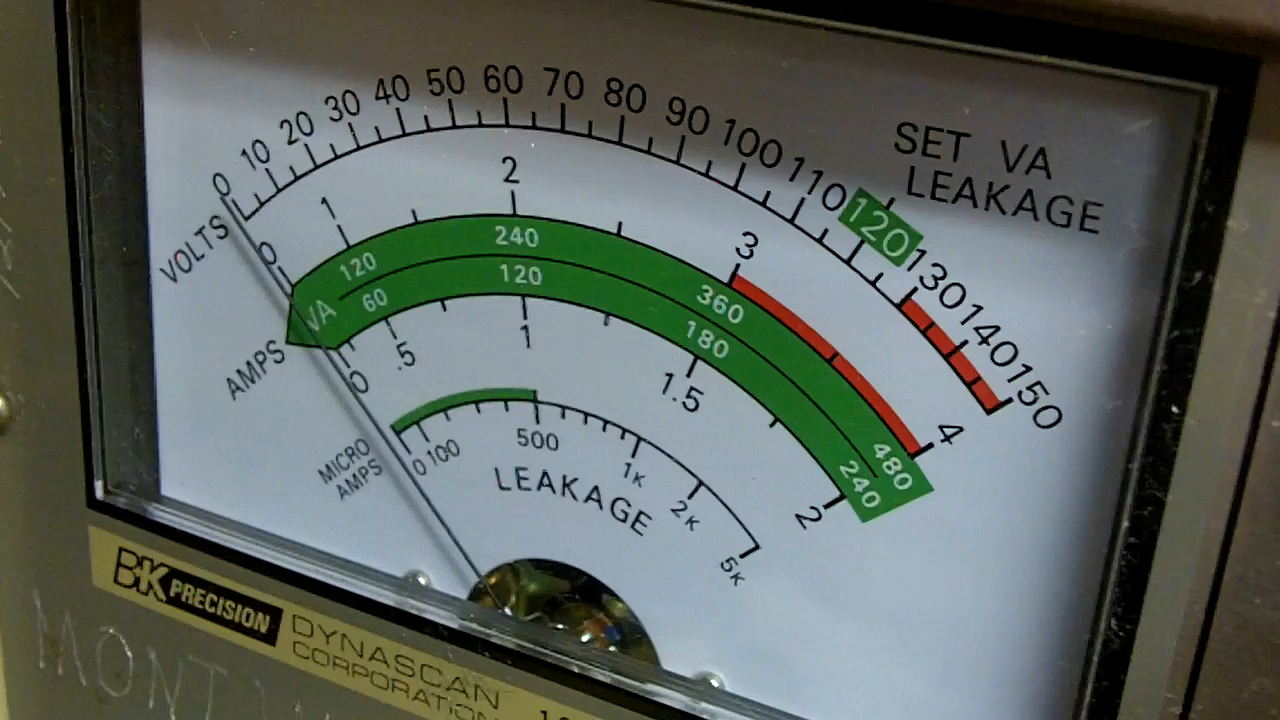 0 10 20 30 40 50 60 70 80 90 100 110 120 130 140 150
VOLTS
SET VA
LEAKAGE
0 1 2 3 4
120 240 360 480
VA
60 120 180 240
AMPS
0 .5 1 1.5 2
MICRO
AMPS
0 100 500 1K 2K 5K
LEAKAGE
BK PRECISION
DYNASCAN
CORPORATION
MONT